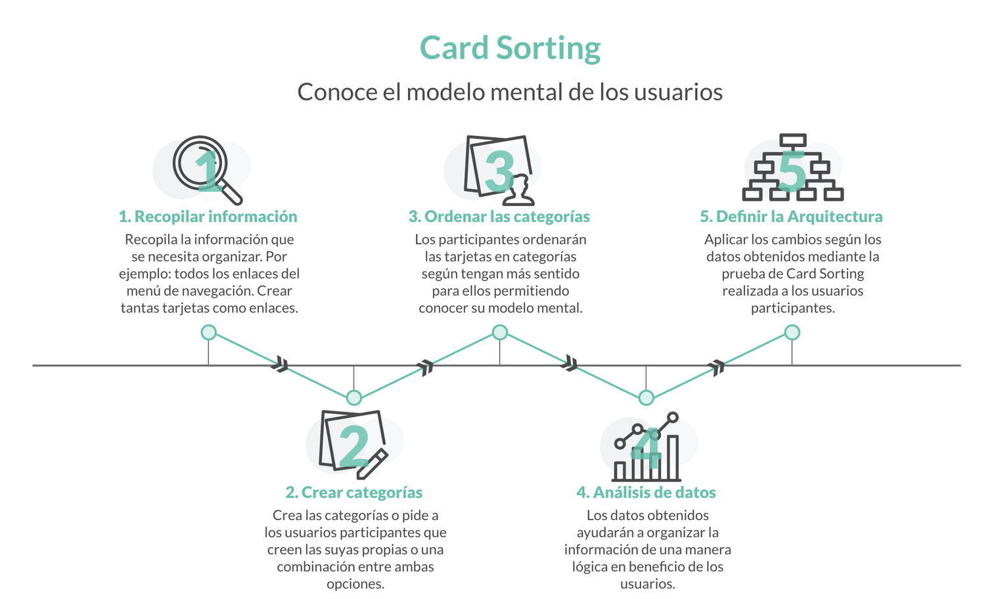 Card Sorting
Conoce el modelo mental de los usuarios
1
1. Recopilar información
Recopila la información que
se necesita organizar. Por
ejemplo: todos los enlaces del
menú de navegación. Crear
tantas tarjetas como enlaces.
2
2. Crear categorías
Crea las categorías o pide a
los usuarios participantes que
creen las suyas propias o una
combinación entre ambas
opciones.
3
3. Ordenar las categorías
Los participantes ordenarán
las tarjetas en categorías
según tengan más sentido
para ellos permitiendo
conocer su modelo mental.
4
4. Análisis de datos
Los datos obtenidos
ayudarán a organizar la
información de una manera
lógica en beneficio de los
usuarios.
5
5. Definir la Arquitectura
Aplicar los cambios según los
datos obtenidos mediante la
prueba de Card Sorting
realizada a los usuarios
participantes.